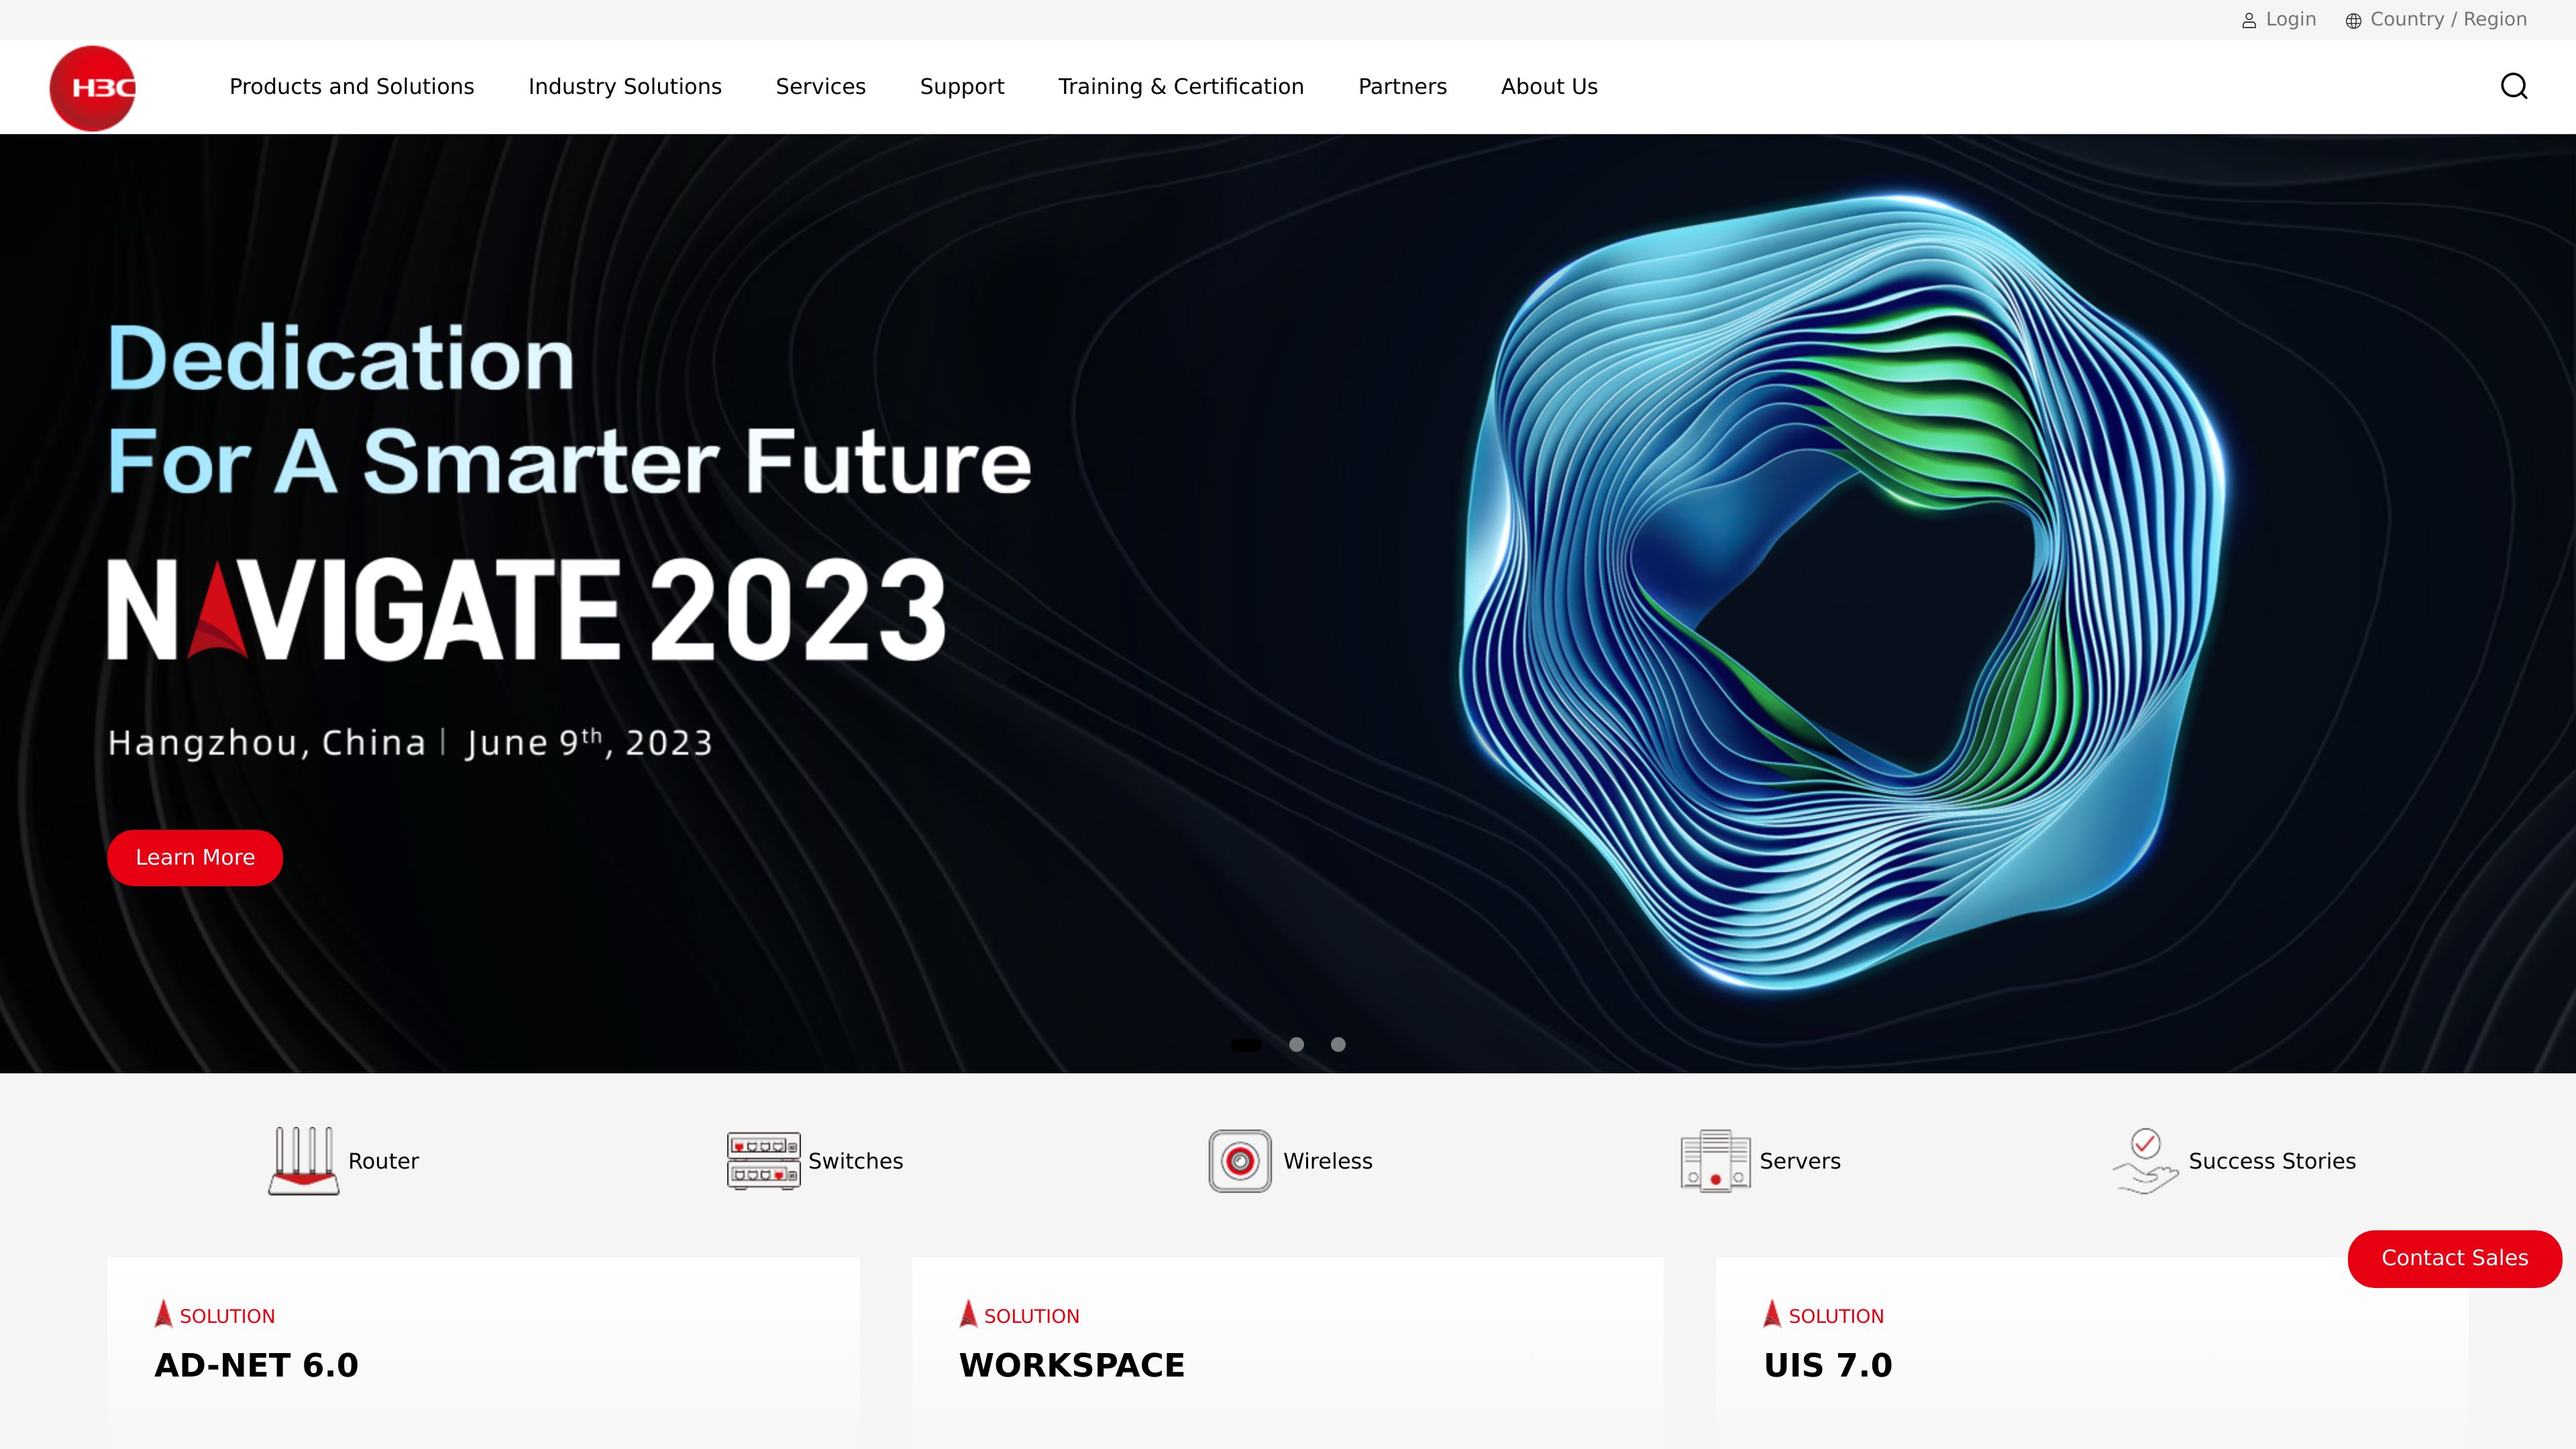 Login
Country / Region
H3C
Products and Solutions
Industry Solutions
Services
Support
Training & Certification
Partners
About Us
Dedication
For A Smarter Future
NAVIGATE 2023
Hangzhou, China | June 9th, 2023
Learn More
Router
Switches
Wireless
Servers
Success Stories
Contact Sales
SOLUTION
AD-NET 6.0
SOLUTION
WORKSPACE
SOLUTION
UIS 7.0